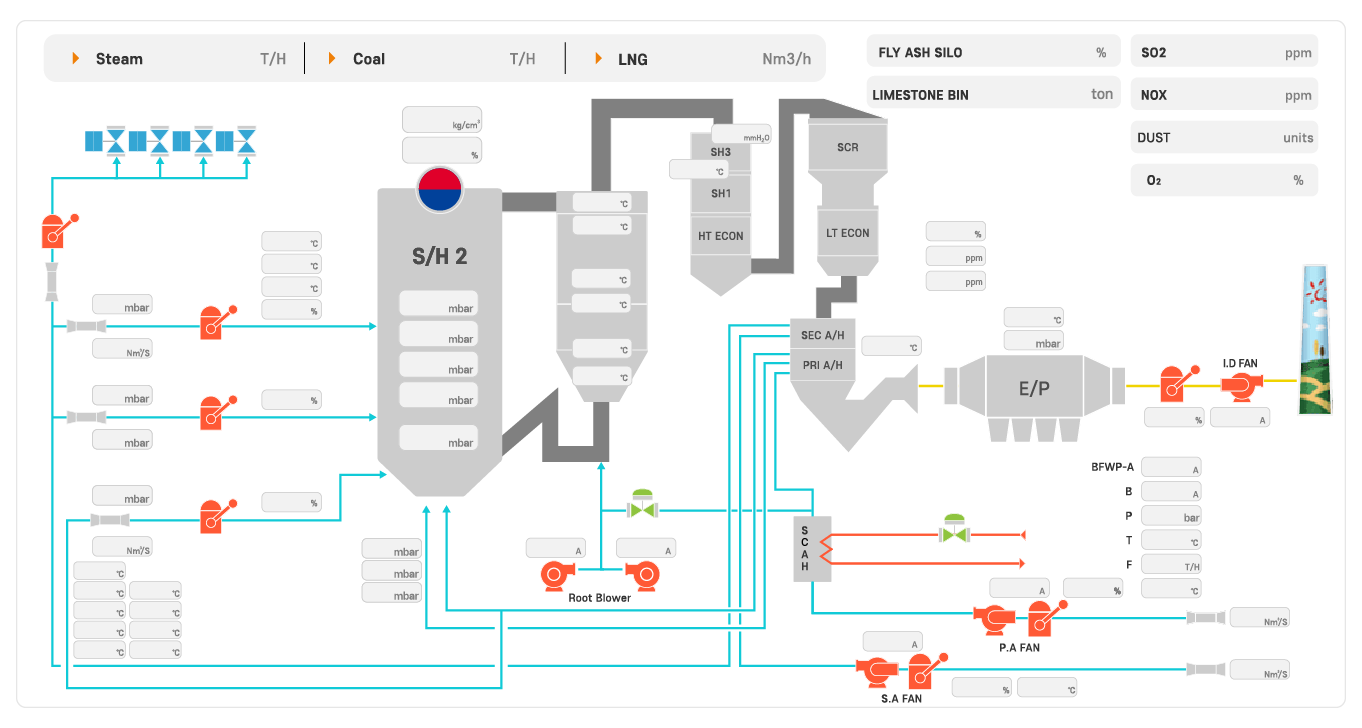 Steam T/H
Coal T/H
LNG Nm3/h
FLY ASH SILO %
SO2 ppm
LIMESTONE BIN ton
NOX ppm
DUST units
O₂ %
kg/cm²
%
mmH₂O
SH3
℃
SH1
HT ECON
SCR
LT ECON
℃
℃
℃
℃
℃
℃
S/H 2
mbar
mbar
mbar
mbar
mbar
℃
℃
℃
%
mbar
Nm³/S
mbar
mbar
%
mbar
Nm³/S
%
℃
℃
℃
℃
℃
℃
℃
℃
℃
mbar
mbar
mbar
A
A
Root Blower
%
ppm
ppm
SEC A/H
PRI A/H
℃
℃
mbar
E/P
I.D FAN
%
A
BFWP-A A
B A
P bar
T ℃
F T/H
℃
SCAH
A
%
P.A FAN
Nm³/S
A
S.A FAN
%
℃
Nm³/S